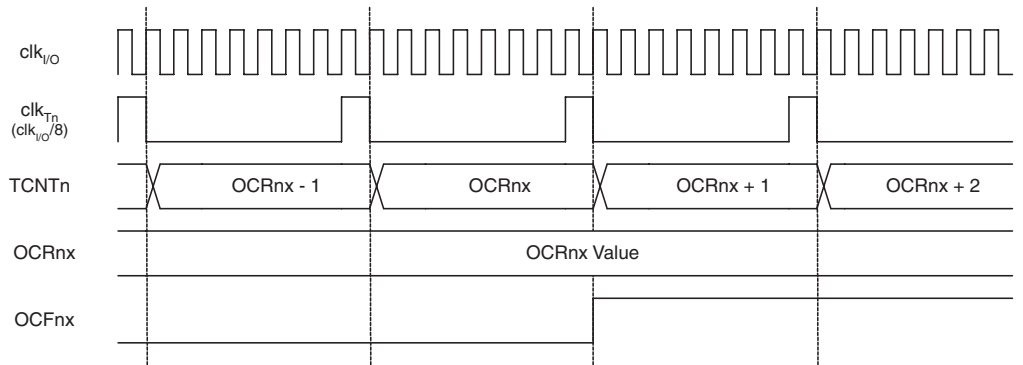 clkI/O
clkTn
(clkI/O/8)
TCNTn OCRnx - 1 OCRnx OCRnx + 1 OCRnx + 2
OCRnx OCRnx Value
OCFnx